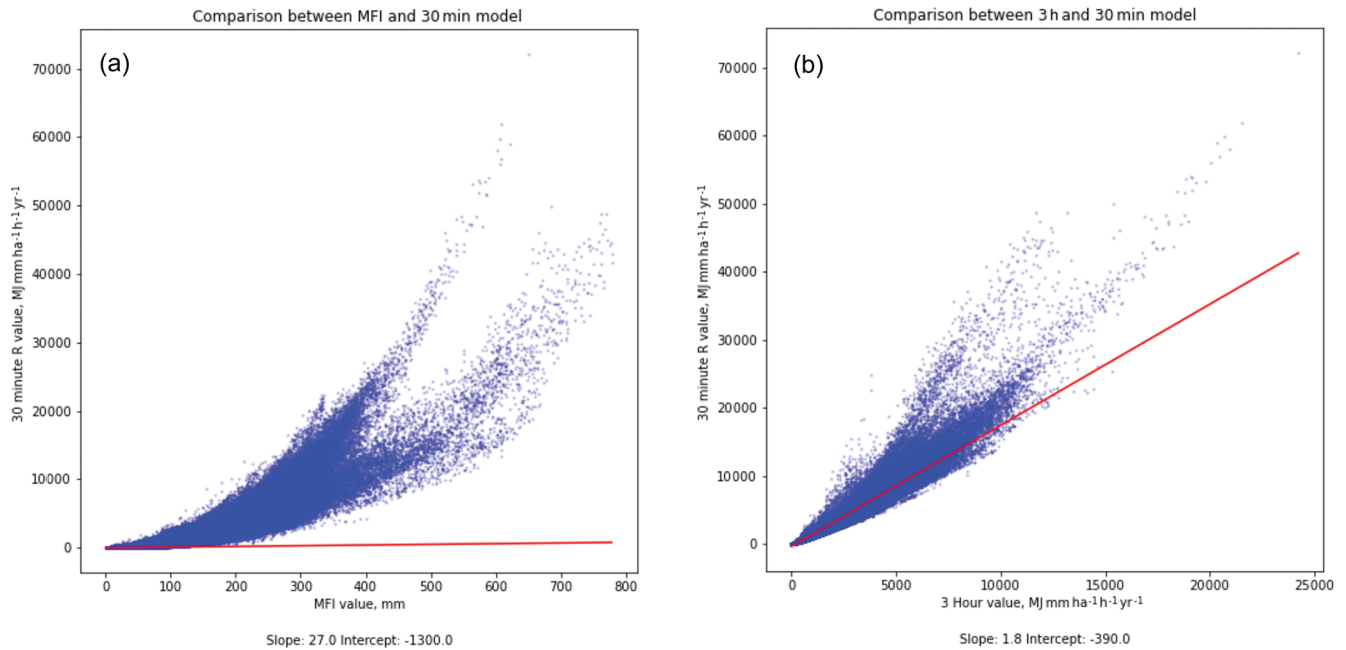 Comparison between MFI and 30 min model
(a)
30 minute R value, MJ mm ha-1 h-1 yr-1
70000
60000
50000
40000
30000
20000
10000
0
0 100 200 300 400 500 600 700 800
MFI value, mm
Slope: 27.0 Intercept: -1300.0
Comparison between 3 h and 30 min model
(b)
30 minute R value, MJ mm ha-1 h-1 yr-1
70000
60000
50000
40000
30000
20000
10000
0
0 5000 10000 15000 20000 25000
3 Hour value, MJ mm ha-1 h-1 yr-1
Slope: 1.8 Intercept: -390.0